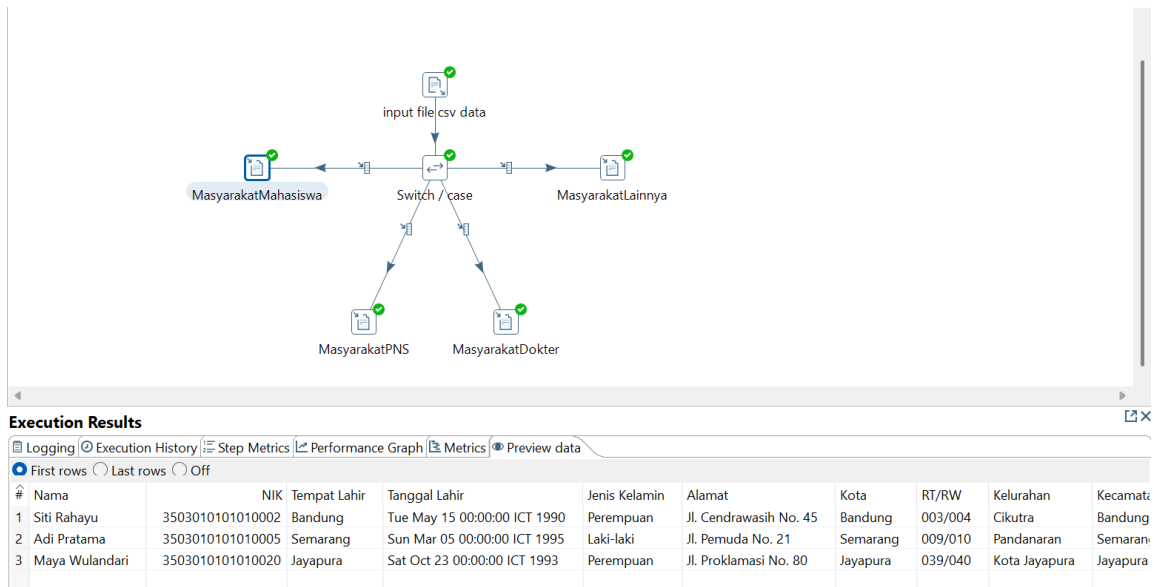 input file csv data
MasyarakatMahasiswa
Switch / case
MasyarakatLainnya
MasyarakatPNS
MasyarakatDokter
Execution Results
Logging Execution History Step Metrics Performance Graph Metrics Preview data
First rows Last rows Off
# Nama NIK Tempat Lahir Tanggal Lahir Jenis Kelamin Alamat Kota RT/RW Kelurahan Kecamata
1 Siti Rahayu 3503010101010002 Bandung Tue May 15 00:00:00 ICT 1990 Perempuan Jl. Cendrawasih No. 45 Bandung 003/004 Cikutra Bandung
2 Adi Pratama 3503010101010005 Semarang Sun Mar 05 00:00:00 ICT 1995 Laki-laki Jl. Pemuda No. 21 Semarang 009/010 Pandanaran Semaran
3 Maya Wulandari 3503010101010020 Jayapura Sat Oct 23 00:00:00 ICT 1993 Perempuan Jl. Proklamasi No. 80 Jayapura 039/040 Kota Jayapura Jayapura